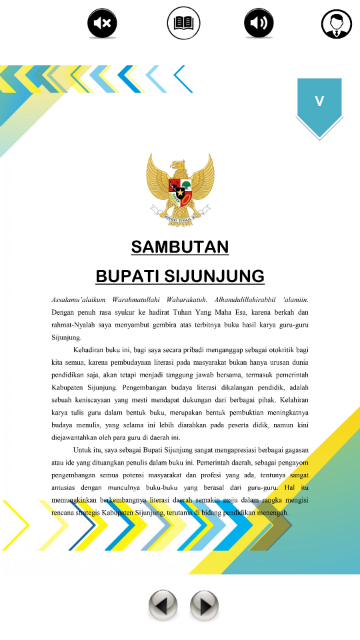 V
SAMBUTAN
BUPATI SIJUNJUNG
Assalamu'alaikum Warahmatullahi Wabarakatuh. Alhamdulillahirabbil 'alamiin.
Dengan penuh rasa syukur ke hadirat Tuhan Yang Maha Esa, karena berkah dan
rahmat-Nyalah saya menyambut gembira atas terbitnya buku hasil karya guru-guru
Sijunjung.
Kehadiran buku ini, bagi saya secara pribadi menganggap sebagai otokritik bagi
kita semua, karena pembudayaan literasi pada masyarakat bukan hanya urusan dunia
pendidikan saja, akan tetapi menjadi tanggung jawab bersama, termasuk pemerintah
Kabupaten Sijunjung. Pengembangan budaya literasi dikalangan pendidik, adalah
sebuah keniscayaan yang mesti mendapat dukungan dari berbagai pihak. Kelahiran
karya tulis guru dalam bentuk buku, merupakan bentuk pembuktian meningkatnya
budaya menulis, yang selama ini lebih diarahkan pada peserta didik, namun kini
diejawantahkan oleh para guru di daerah ini.
Untuk itu, saya sebagai Bupati Sijunjung sangat mengapresiasi berbagai gagasan
atau ide yang dituangkan penulis dalam buku ini. Pemerintah daerah, sebagai pengayom
pengembangan semua potensi masyarakat dan profesi yang ada, tentunya sangat
antusias dengan munculnya buku-buku yang berasal dari guru-guru. Hal ini
memungkinkan berkembangnya literasi daerah semakin maju dalam rangka mengisi
rencana strategis Kabupaten Sijunjung, terutama di bidang pendidikan menengah.